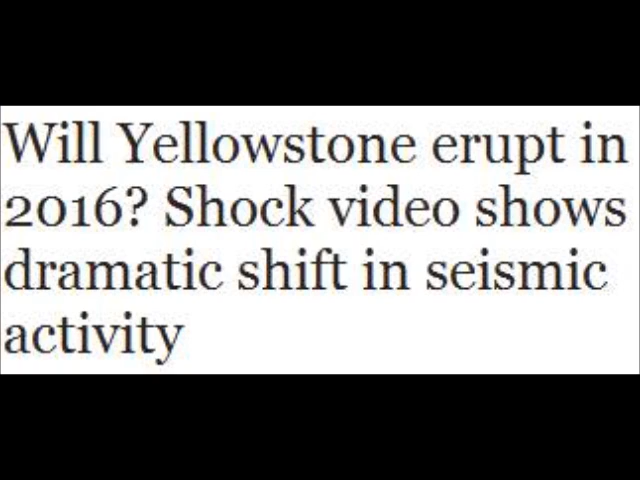 Will Yellowstone erupt in
2016? Shock video shows
dramatic shift in seismic
activity